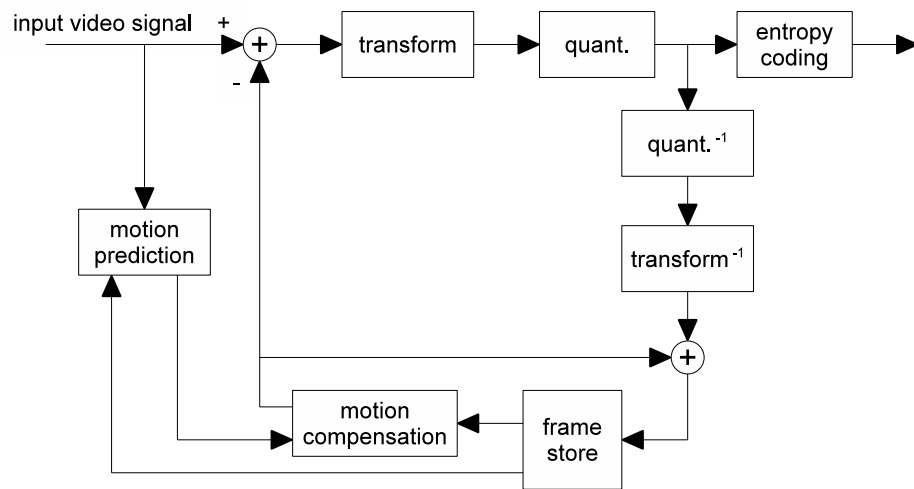 input video signal
+
+
-
transform
quant.
entropy
coding
quant.⁻¹
motion
prediction
transform⁻¹
+
motion
compensation
frame
store